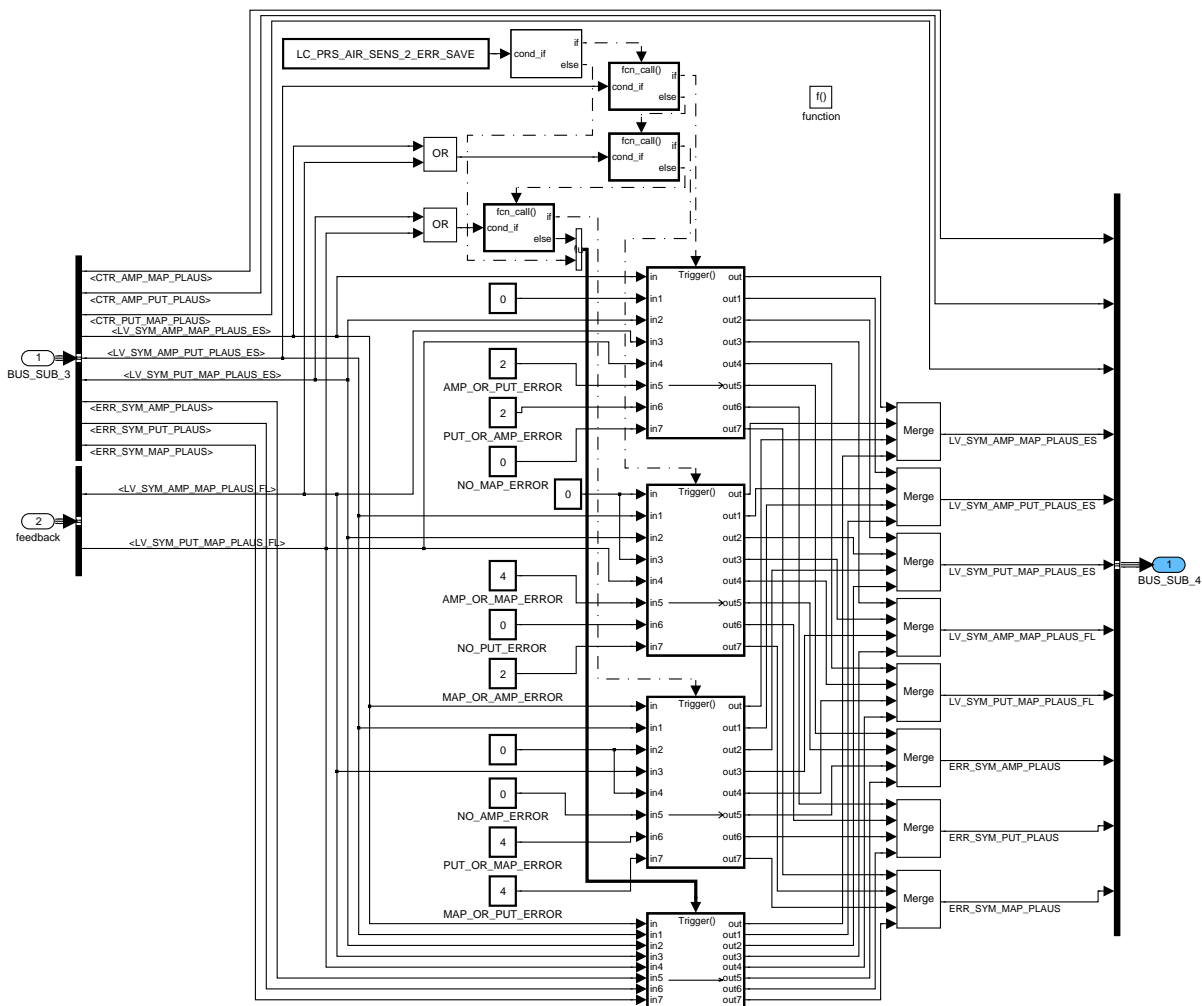 LC_PRS_AIR_SENS_2_ERR_SAVE
cond_if
if
else
fcn_call()
cond_if
if
else
f()
function
fcn_call()
cond_if
if
else
OR
OR
fcn_call()
cond_if
if
else
1
BUS_SUB_3
<CTR_AMP_MAP_PLAUS>
<CTR_AMP_PUT_PLAUS>
<CTR_PUT_MAP_PLAUS>
<LV_SYM_AMP_MAP_PLAUS_ES>
<LV_SYM_AMP_PUT_PLAUS_ES>
<LV_SYM_PUT_MAP_PLAUS_ES>
<ERR_SYM_AMP_PLAUS>
<ERR_SYM_PUT_PLAUS>
<ERR_SYM_MAP_PLAUS>
2
feedback
<LV_SYM_AMP_MAP_PLAUS_FL>
<LV_SYM_PUT_MAP_PLAUS_FL>
0
2
AMP_OR_PUT_ERROR
2
PUT_OR_AMP_ERROR
0
NO_MAP_ERROR
Trigger()
in
in1
in2
in3
in4
in5
in6
in7
out
out1
out2
out3
out4
out5
out6
out7
0
4
AMP_OR_MAP_ERROR
0
NO_PUT_ERROR
2
MAP_OR_AMP_ERROR
Trigger()
in
in1
in2
in3
in4
in5
in6
in7
out
out1
out2
out3
out4
out5
out6
out7
0
0
NO_AMP_ERROR
4
PUT_OR_MAP_ERROR
4
MAP_OR_PUT_ERROR
Trigger()
in
in1
in2
in3
in4
in5
in6
in7
out
out1
out2
out3
out4
out5
out6
out7
Trigger()
in
in1
in2
in3
in4
in5
in6
in7
out
out1
out2
out3
out4
out5
out6
out7
Merge
LV_SYM_AMP_MAP_PLAUS_ES
Merge
LV_SYM_AMP_PUT_PLAUS_ES
Merge
LV_SYM_PUT_MAP_PLAUS_ES
Merge
LV_SYM_AMP_MAP_PLAUS_FL
Merge
LV_SYM_PUT_MAP_PLAUS_FL
Merge
ERR_SYM_AMP_PLAUS
Merge
ERR_SYM_PUT_PLAUS
Merge
ERR_SYM_MAP_PLAUS
1
BUS_SUB_4